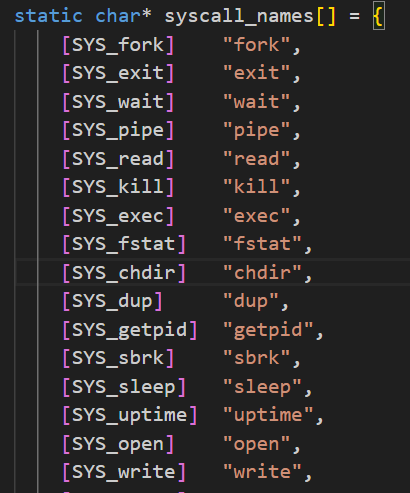 static char* syscall_names[] = {
[SYS_fork] "fork",
[SYS_exit] "exit",
[SYS_wait] "wait",
[SYS_pipe] "pipe",
[SYS_read] "read",
[SYS_kill] "kill",
[SYS_exec] "exec",
[SYS_fstat] "fstat",
[SYS_chdir] "chdir",
[SYS_dup] "dup",
[SYS_getpid] "getpid",
[SYS_sbrk] "sbrk",
[SYS_sleep] "sleep",
[SYS_uptime] "uptime",
[SYS_open] "open",
[SYS_write] "write",